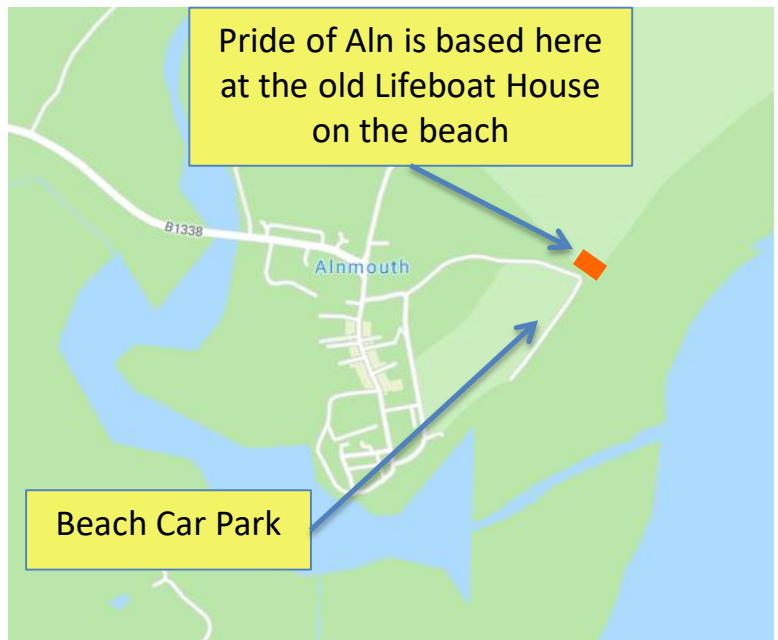 Pride of Aln is based here
at the old Lifeboat House
on the beach
B1338
Alnmouth
Beach Car Park